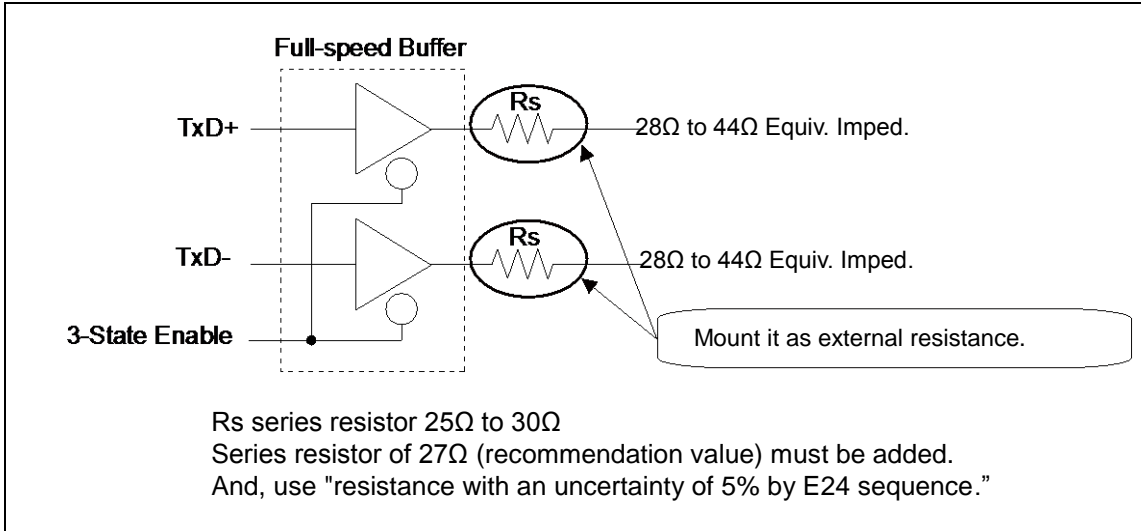 Full-speed Buffer
Rs
TxD+
28Ω to 44Ω Equiv. Imped.
Rs
TxD-
28Ω to 44Ω Equiv. Imped.
3-State Enable
Mount it as external resistance.
Rs series resistor 25Ω to 30Ω
Series resistor of 27Ω (recommendation value) must be added.
And, use "resistance with an uncertainty of 5% by E24 sequence.”